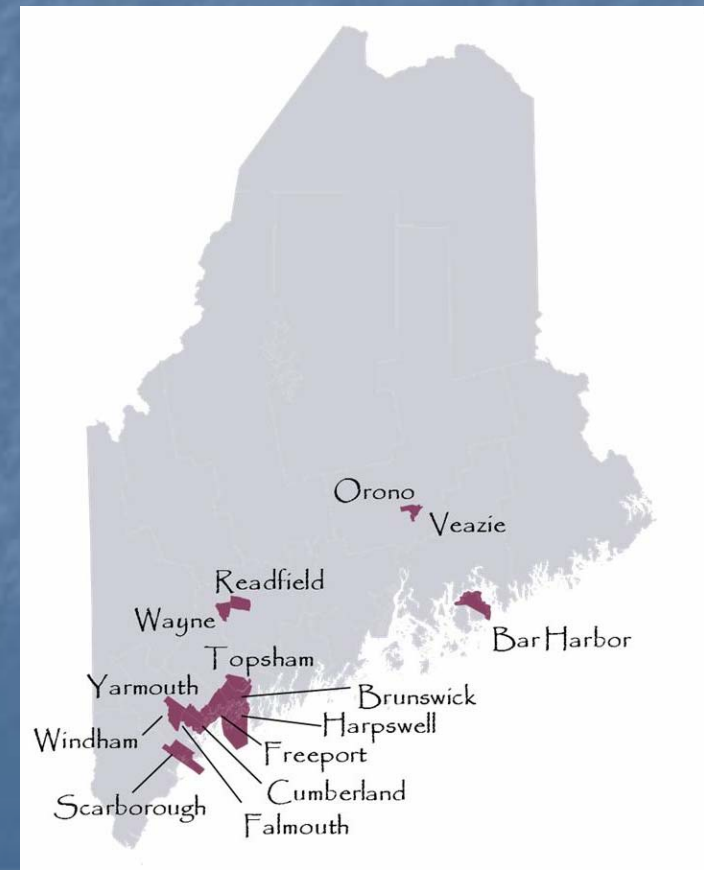 Orono
Veazie
Readfield
Wayne
Bar Harbor
Topsham
Yarmouth
Brunswick
Harpswell
Windham
Freeport
Cumberland
Scarborough
Falmouth